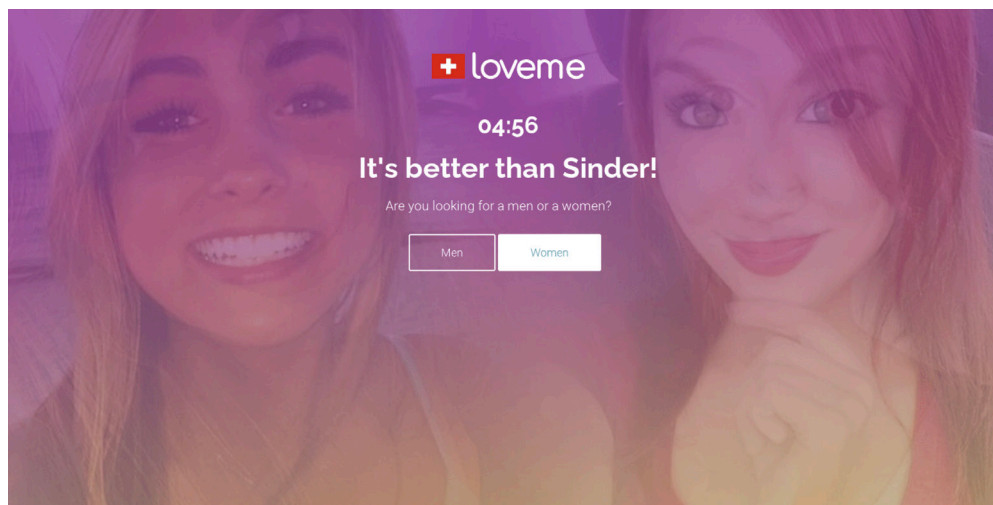 loveme
04:56
It's better than Sinder!
Are you looking for a men or a women?
Men Women